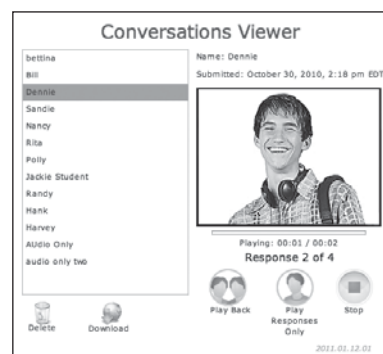 Conversations Viewer
bettina
Bill
Dennie
Sandie
Nancy
Rita
Polly
Jackie Student
Randy
Hank
Harvey
AUdio Only
audio only two
Delete
Download
Name: Dennie
Submitted: October 30, 2010, 2:18 pm EDT
Playing: 00:01 / 00:02
Response 2 of 4
Play Back
Play
Responses
Only
Stop
2011.01.12.01